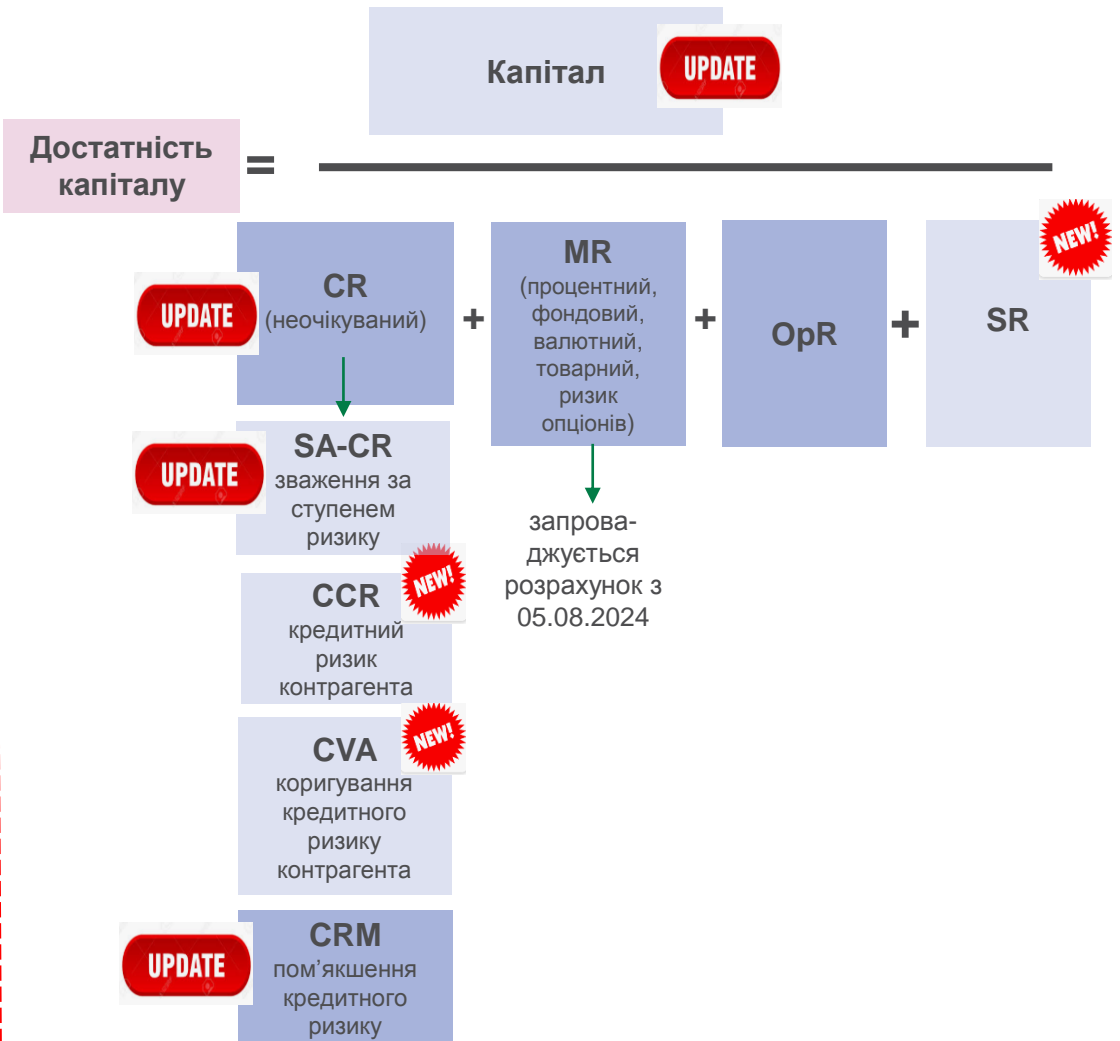 Капітал
UPDATE
Достатність
капіталу
=
UPDATE
CR
(неочікуваний)
+
MR
(процентний,
фондовий,
валютний,
товарний,
ризик
опціонів)
+
OpR
+
SR
NEW!
UPDATE
SA-CR
зваження за
ступенем
ризику
запрова-
джується
розрахунок з
05.08.2024
CCR
NEW!
кредитний
ризик
контрагента
CVA
NEW!
коригування
кредитного
ризику
контрагента
UPDATE
CRM
пом’якшення
кредитного
ризику